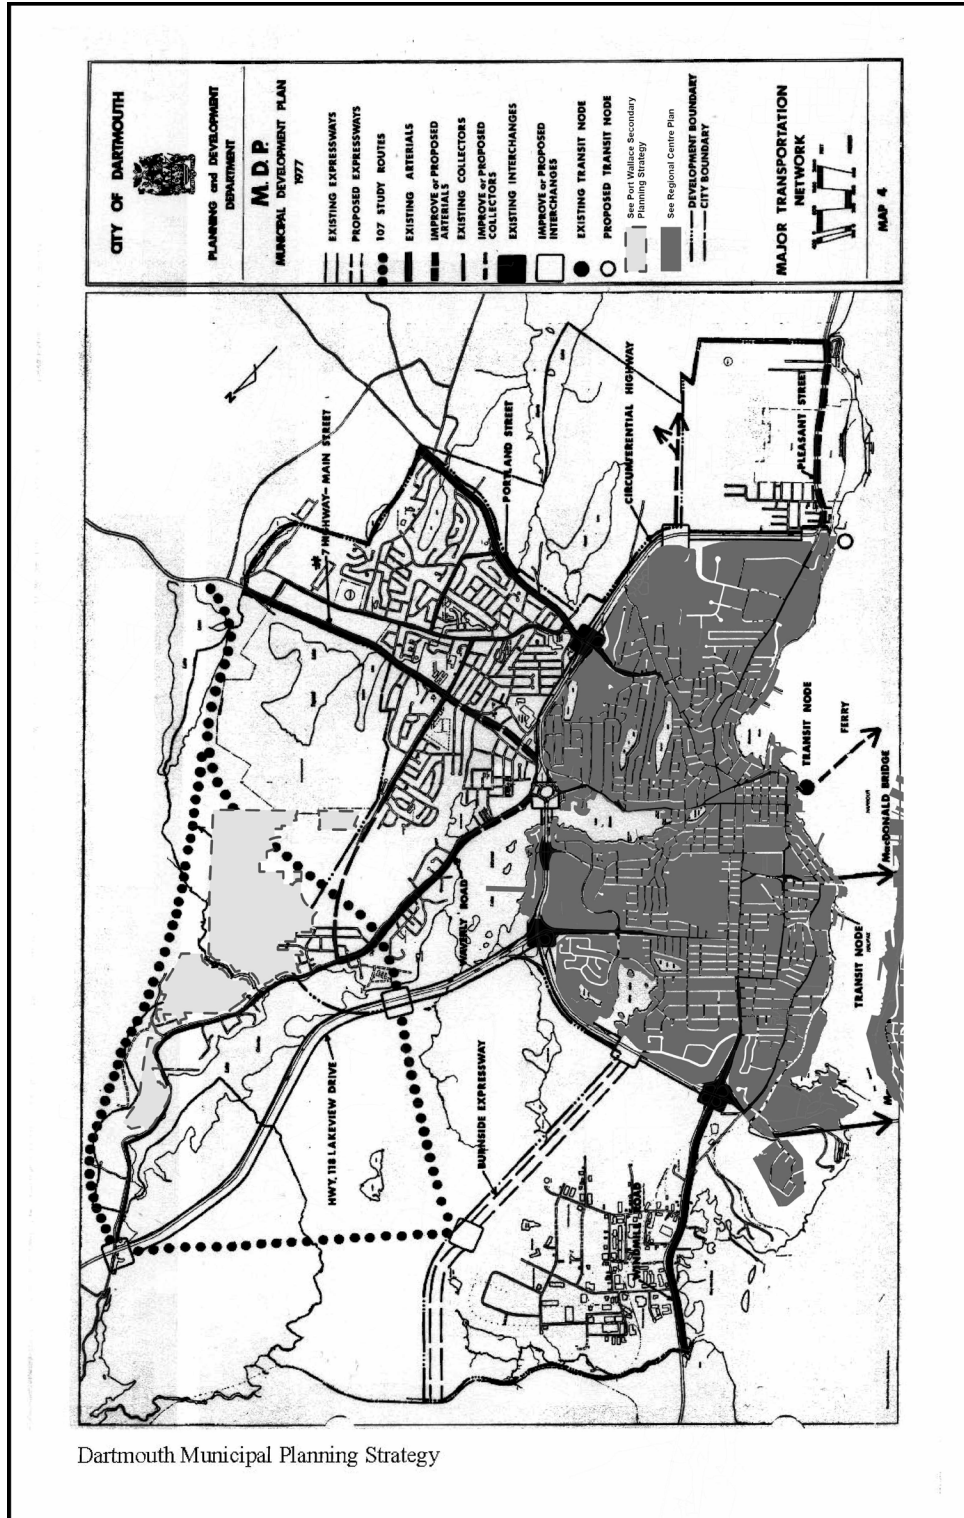 CITY OF DARTMOUTH
PLANNING and DEVELOPMENT
DEPARTMENT
M.D.P.
MUNICIPAL DEVELOPMENT PLAN
1977
EXISTING EXPRESSWAYS
PROPOSED EXPRESSWAYS
107 STUDY ROUTES
EXISTING ARTERIALS
IMPROVE or PROPOSED
ARTERIALS
EXISTING COLLECTORS
IMPROVE or PROPOSED
COLLECTORS
EXISTING INTERCHANGES
IMPROVE or PROPOSED
INTERCHANGES
EXISTING TRANSIT NODE
PROPOSED TRANSIT NODE
See Port Wallace Secondary
Planning Strategy
See Regional Centre Plan
DEVELOPMENT BOUNDARY
CITY BOUNDARY
MAJOR TRANSPORTATION
NETWORK
MAP 4
N
#7 HIGHWAY- MAIN STREET
PORTLAND STREET
CIRCUMFERENTIAL HIGHWAY
PLEASANT STREET
WAVERLY ROAD
HWY. 118 LAKEVIEW DRIVE
BURNSIDE EXPRESSWAY
WINDMILL ROAD
TRANSIT NODE
FERRY
MacDONALD BRIDGE
TRANSIT NODE
Dartmouth Municipal Planning Strategy